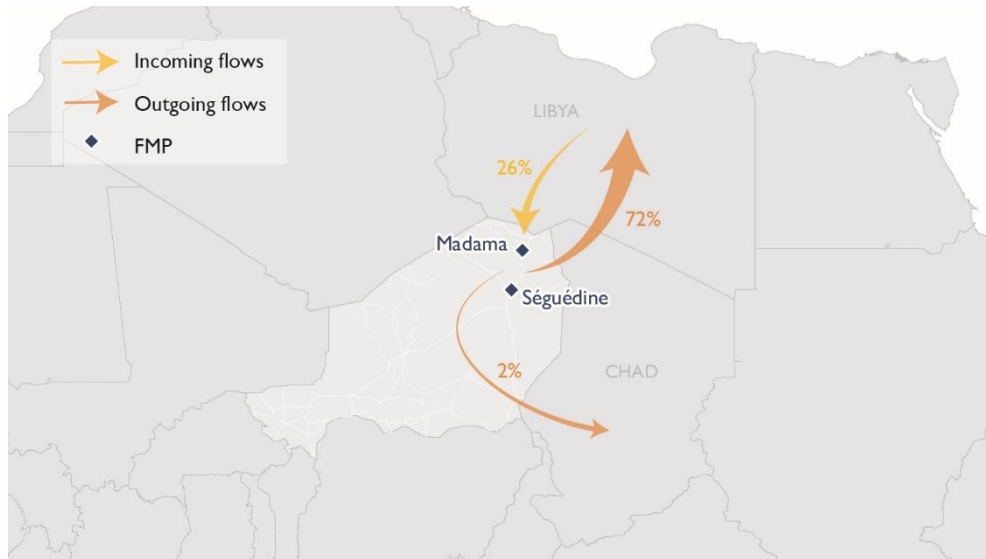 Incoming flows
Outgoing flows
FMP
LIBYA
26%
72%
Madama
Séguédine
2%
CHAD